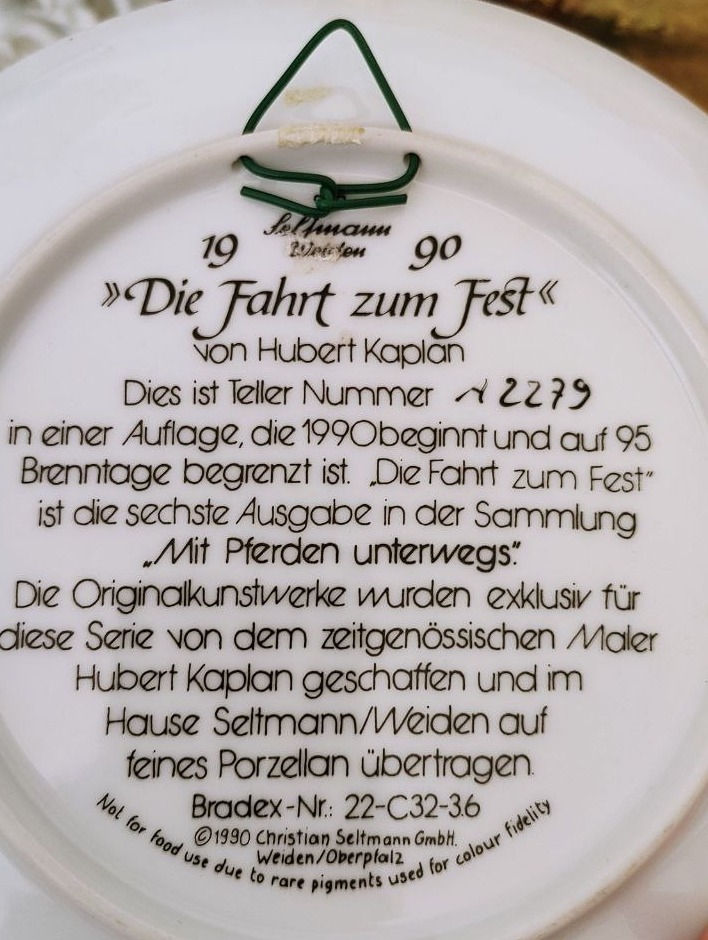 Seltmann
Weiden
19 90
»Die Fahrt zum Fest«
von Hubert Kaplan
Dies ist Teller Nummer A2279
in einer Auflage, die 1990 beginnt und auf 95
Brenntage begrenzt ist. „Die Fahrt zum Fest“
ist die sechste Ausgabe in der Sammlung
„Mit Pferden unterwegs“.
Die Originalkunstwerke wurden exklusiv für
diese Serie von dem zeitgenössischen Maler
Hubert Kaplan geschaffen und im
Hause Seltmann/Weiden auf
feines Porzellan übertragen.
Bradex-Nr.: 22-C32-3.6
©1990 Christian Seltmann GmbH.
Weiden/Oberpfalz
Not for food use due to rare pigments used for colour fidelity